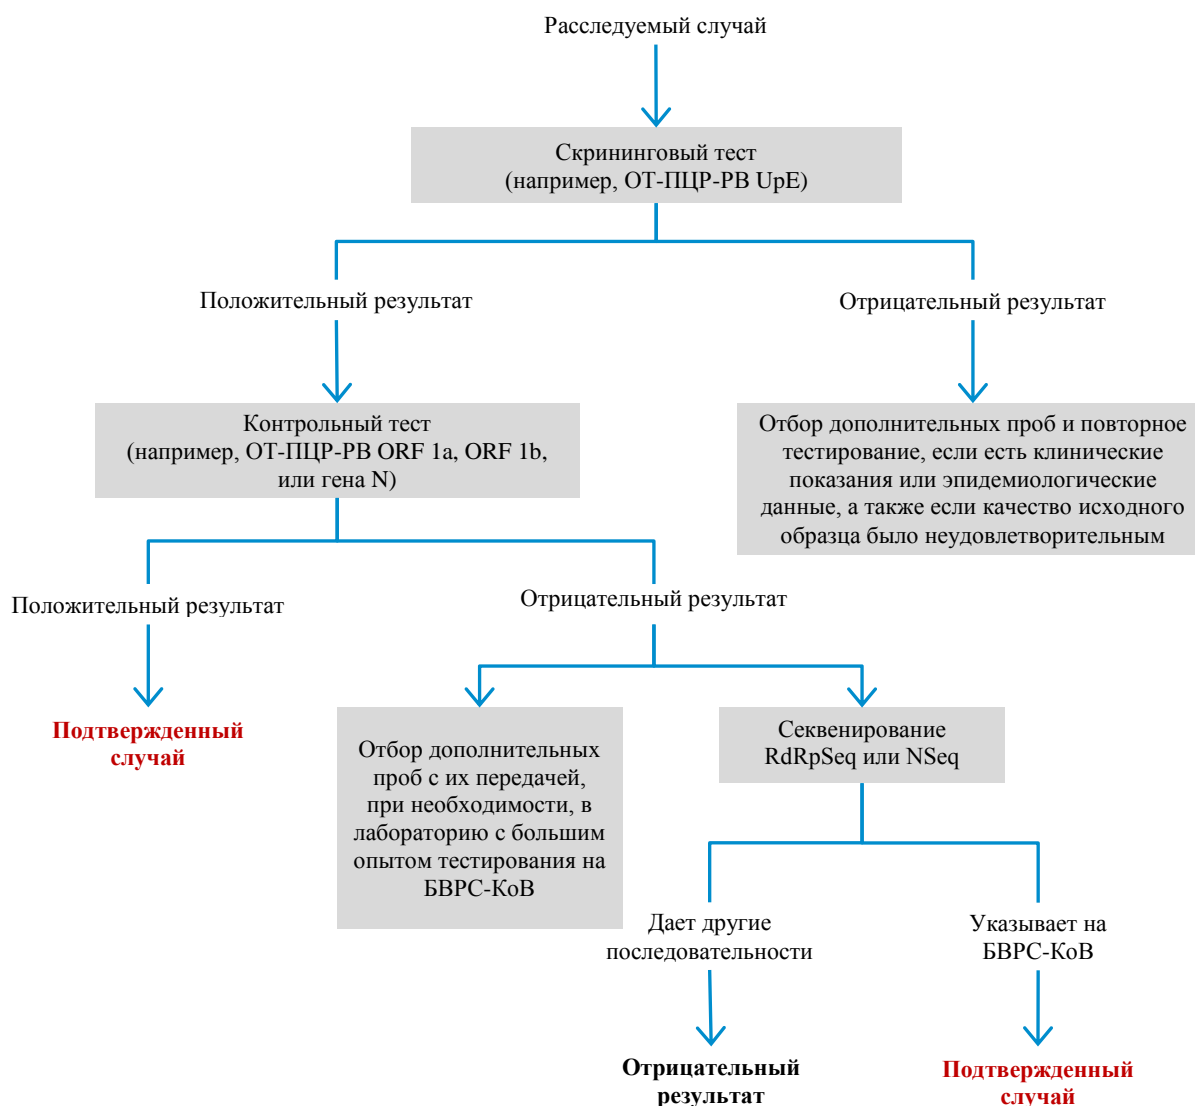 Расследуемый случай
Скрининговый тест
(например, ОТ-ПЦР-РВ UpE)
Положительный результат
Отрицательный результат
Контрольный тест
(например, ОТ-ПЦР-РВ ORF 1a, ORF 1b,
или гена N)
Отбор дополнительных проб и повторное
тестирование, если есть клинические
показания или эпидемиологические
данные, а также если качество исходного
образца было неудовлетворительным
Положительный результат
Отрицательный результат
Подтвержденный
случай
Отбор дополнительных
проб с их передачей,
при необходимости, в
лабораторию с большим
опытом тестирования на
БВРС-КоВ
Секвенирование
RdRpSeq или NSeq
Дает другие
последовательности
Указывает на
БВРС-КоВ
Отрицательный
результат
Подтвержденный
случай